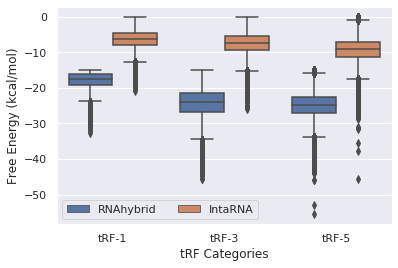 Free Energy (kcal/mol)
0
−10
−20
−30
−40
−50
RNAhybrid
IntaRNA
tRF-1
tRF-3
tRF-5
tRF Categories